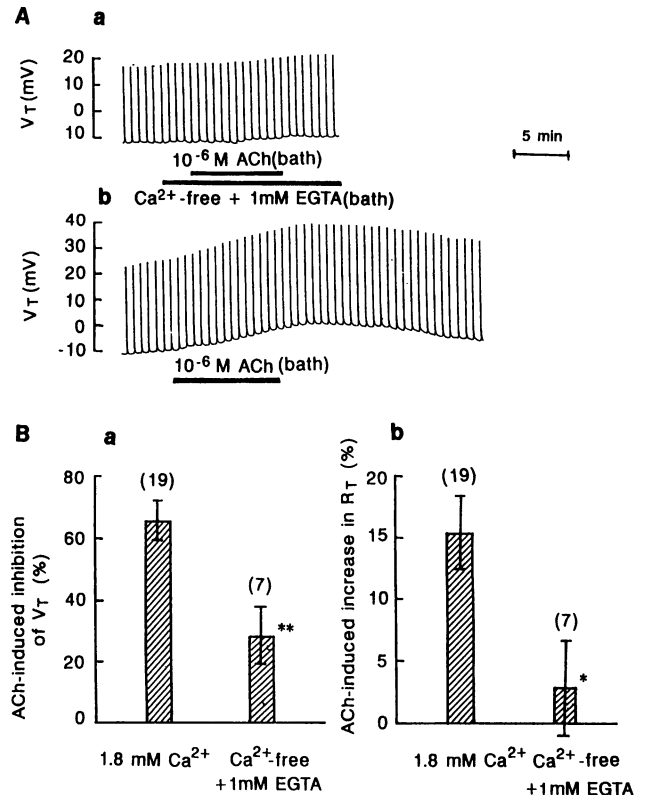 A a
20
10
0
10
V_T (mV)
5 min
10⁻⁶ M ACh(bath)
Ca²⁺-free + 1mM EGTA(bath)
b
40
30
20
10
0
-10
V_T (mV)
10⁻⁶ M ACh (bath)
B a
80
60
40
20
0
ACh-induced inhibition
of V_T (%)
(19)
(7)
**
1.8 mM Ca²⁺ Ca²⁺-free
+1mM EGTA
b
20
15
10
5
0
ACh-induced increase in R_T (%)
(19)
(7)
*
1.8 mM Ca²⁺ Ca²⁺-free
+1mM EGTA